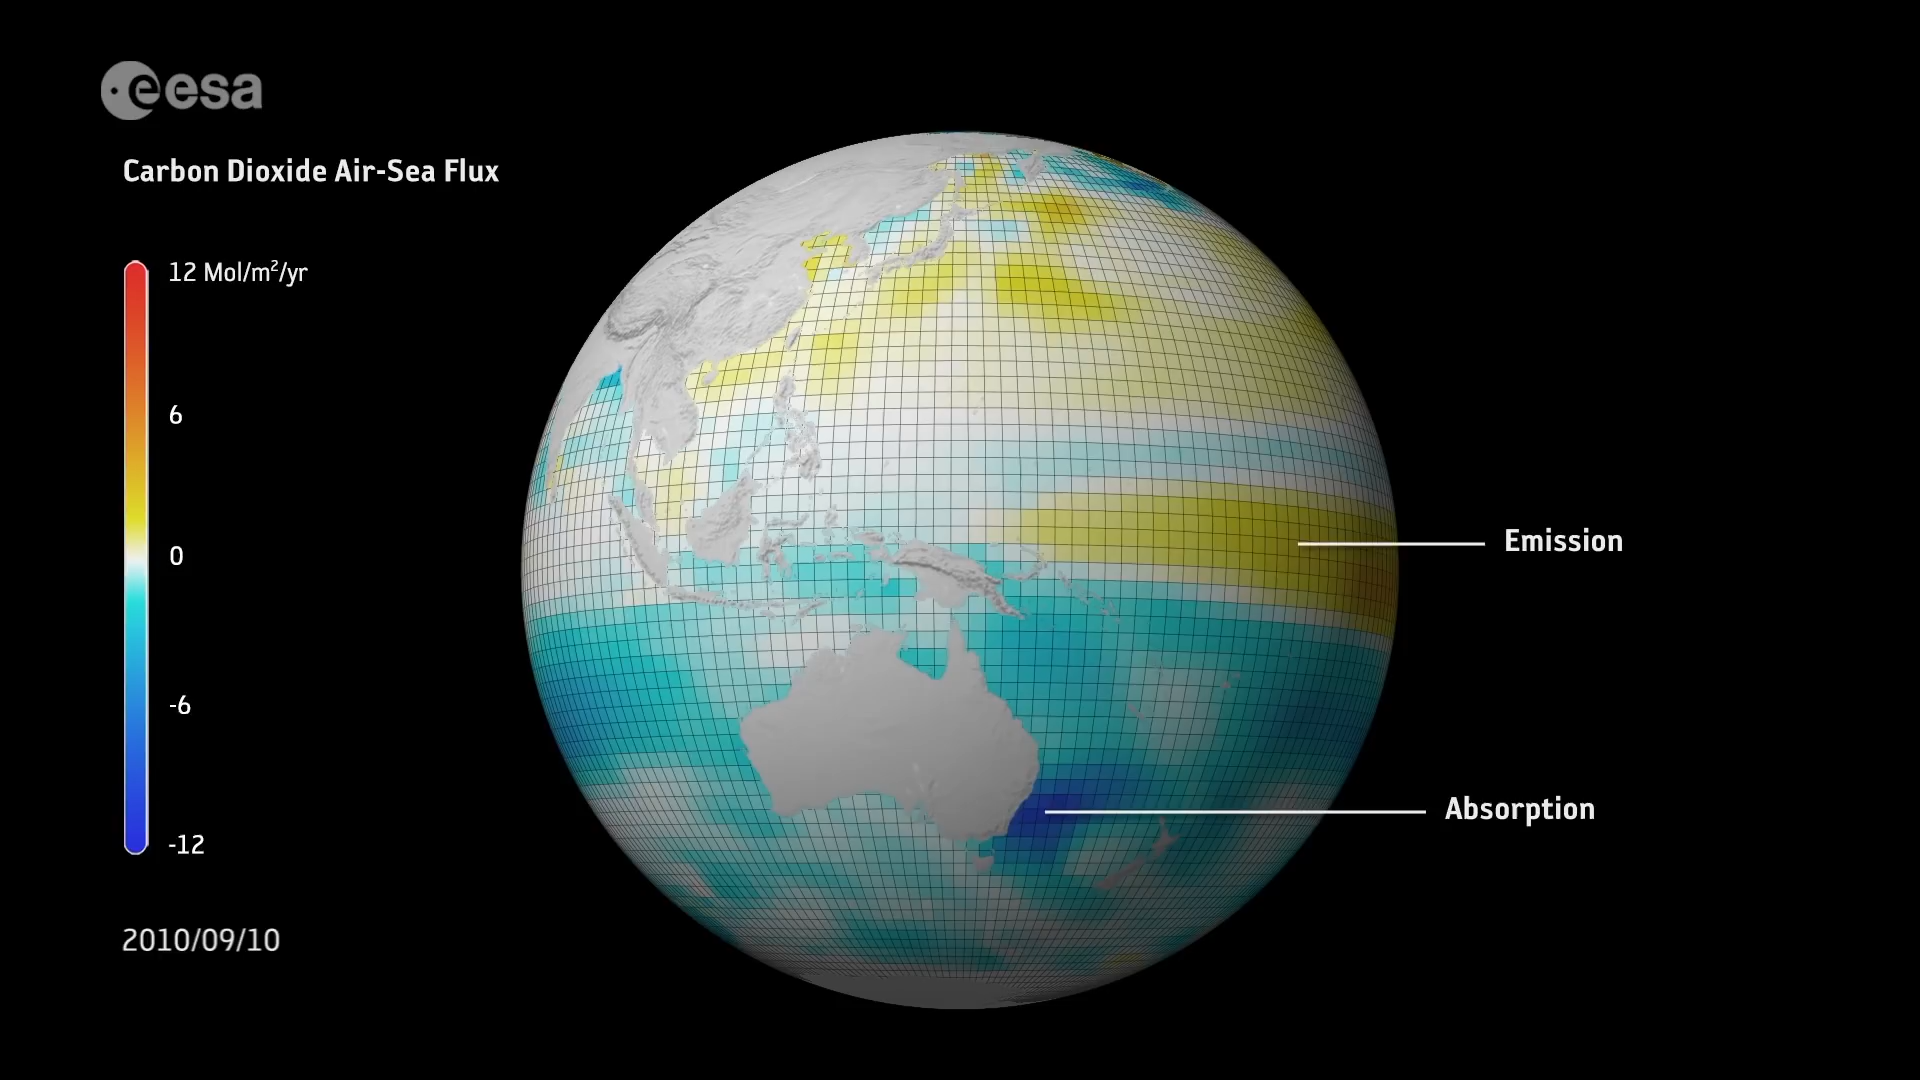 esa
Carbon Dioxide Air-Sea Flux
12 Mol/m²/yr
6
0
-6
-12
2010/09/10
Emission
Absorption